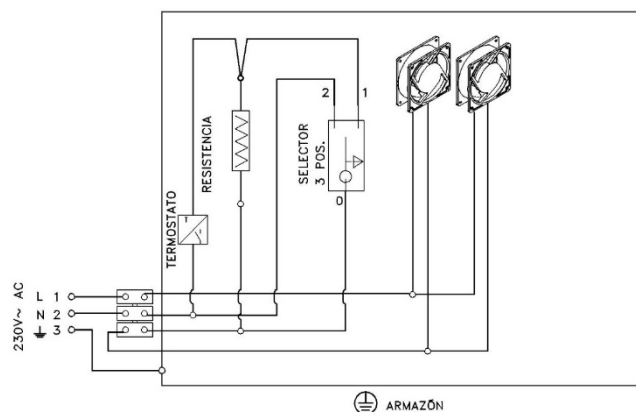 2 1
RESISTENCIA
SELECTOR
3 POS.
0
TERMOSTATO
T
230V~ AC
L 1
N 2
3
ARMAZÓN